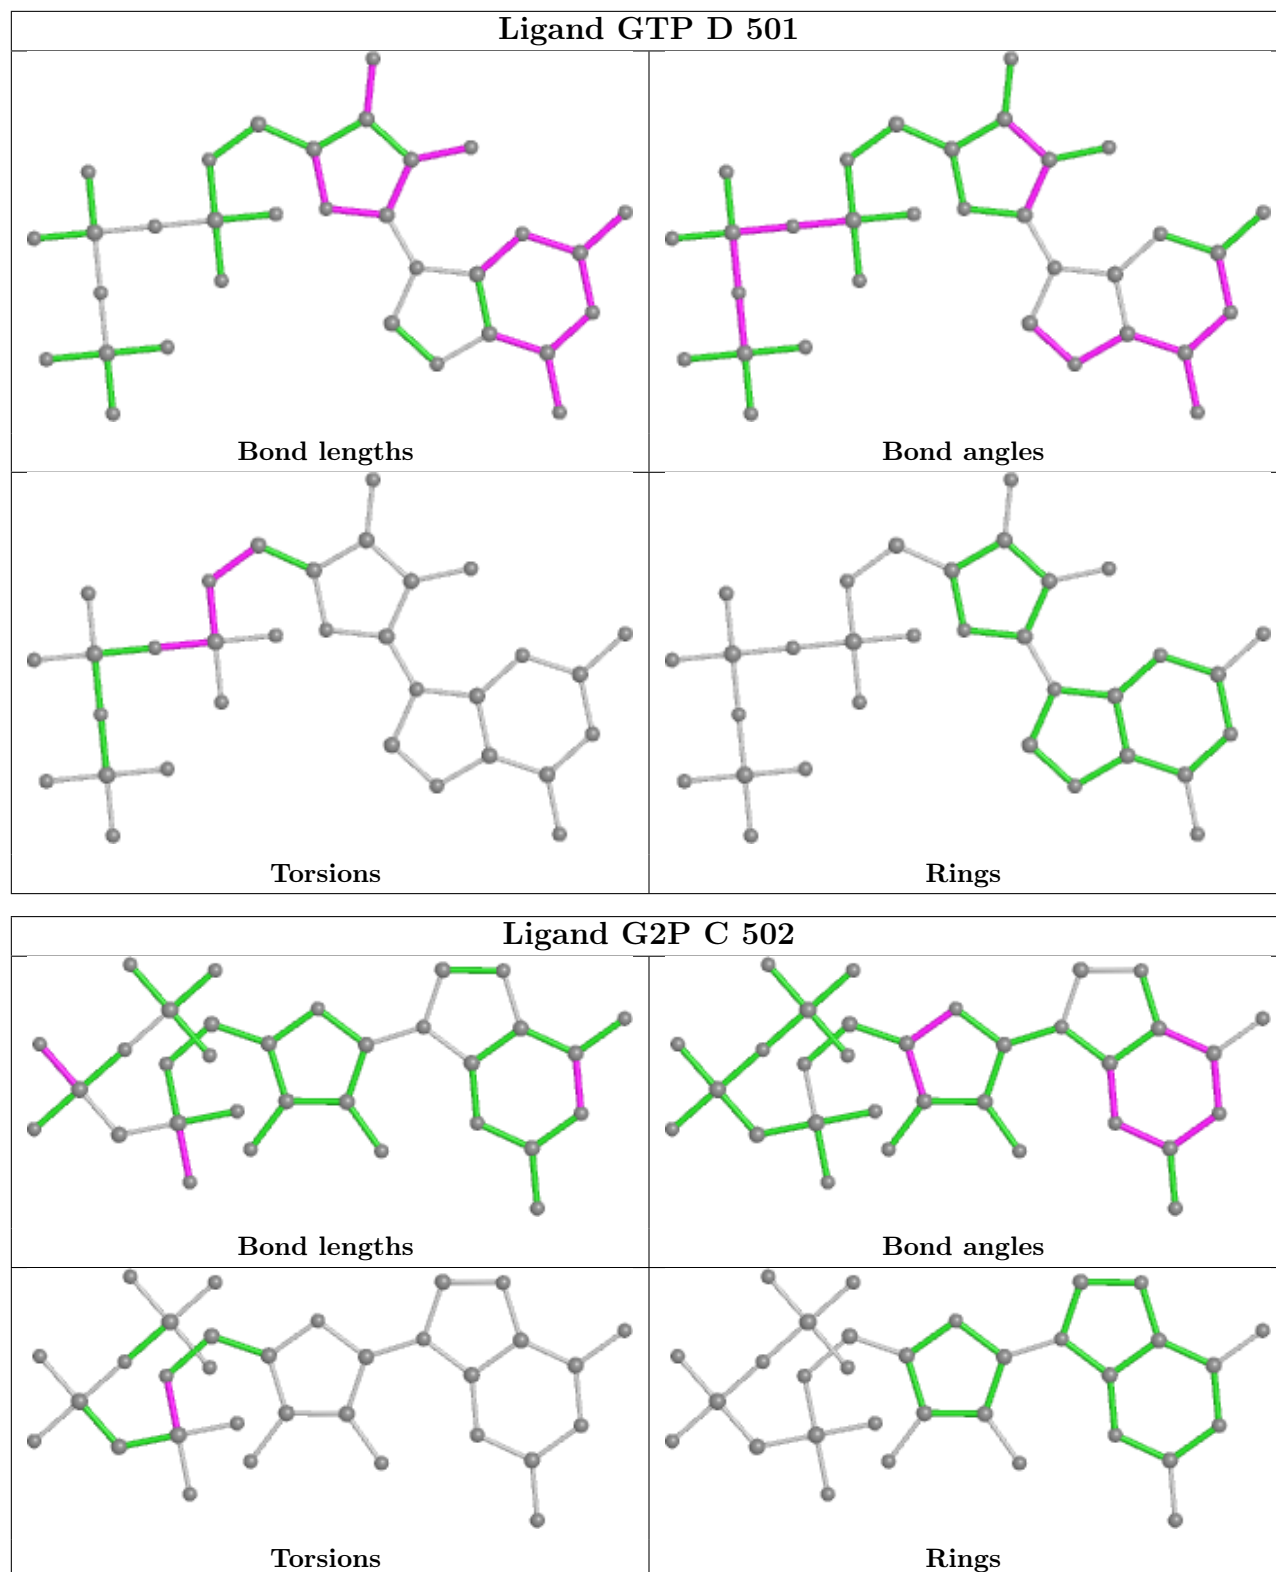 Ligand GTP D 501
Bond lengths
Bond angles
Torsions
Rings
Ligand G2P C 502
Bond lengths
Bond angles
Torsions
Rings